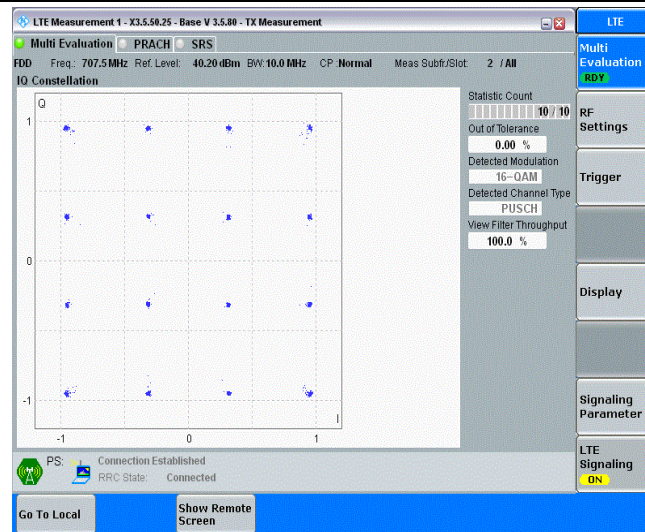 LTE Measurement 1 - X3.5.50.25 - Base V 3.5.80 - TX Measurement
LTE
Multi Evaluation PRACH SRS
Multi
Evaluation
RDY
FDD Freq.: 707.5 MHz Ref. Level: 40.20 dBm BW: 10.0 MHz CP :Normal Meas Subfr/Slot: 2 / All
IQ Constellation
Q
1
0
-1
-1 0 1
I
Statistic Count
10 / 10
Out of Tolerance
0.00 %
Detected Modulation
16-QAM
Detected Channel Type
PUSCH
View Filter Throughput
100.0 %
RF
Settings
Trigger
Display
Signaling
Parameter
LTE
Signaling
ON
PS: Connection Established
RRC State: Connected
Go To Local
Show Remote
Screen